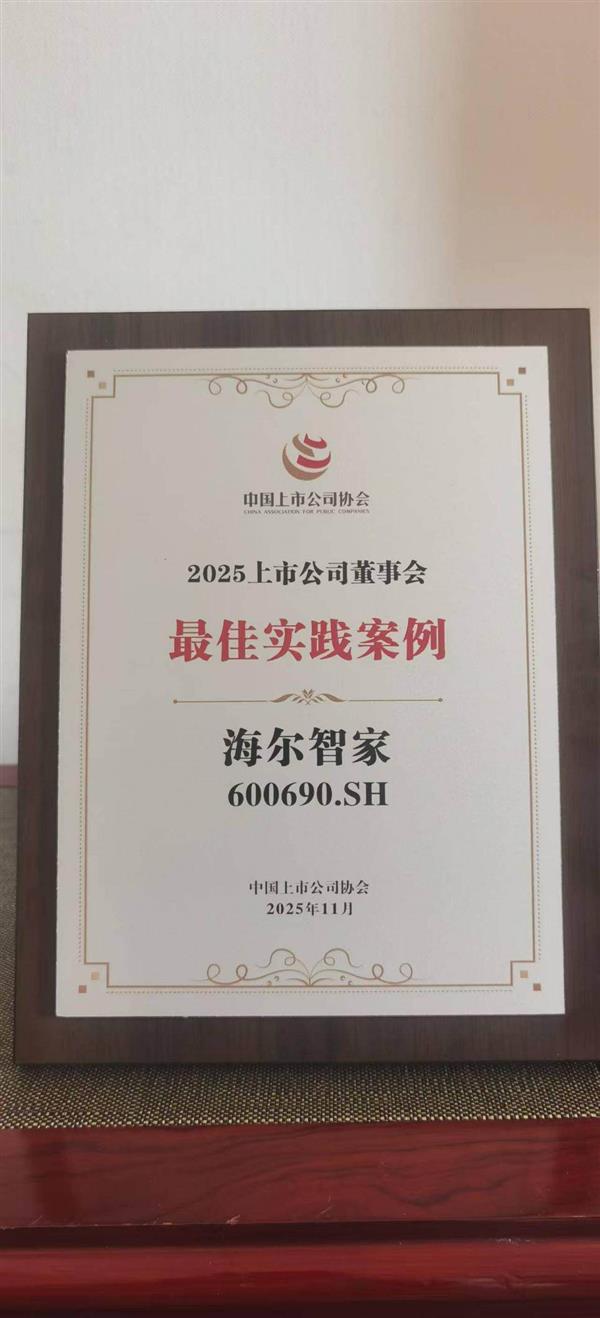 中国上市公司协会
CHINA ASSOCIATION FOR PUBLIC COMPANIES
2025上市公司董事会
最佳实践案例
海尔智家
600690.SH
中国上市公司协会
2025年11月